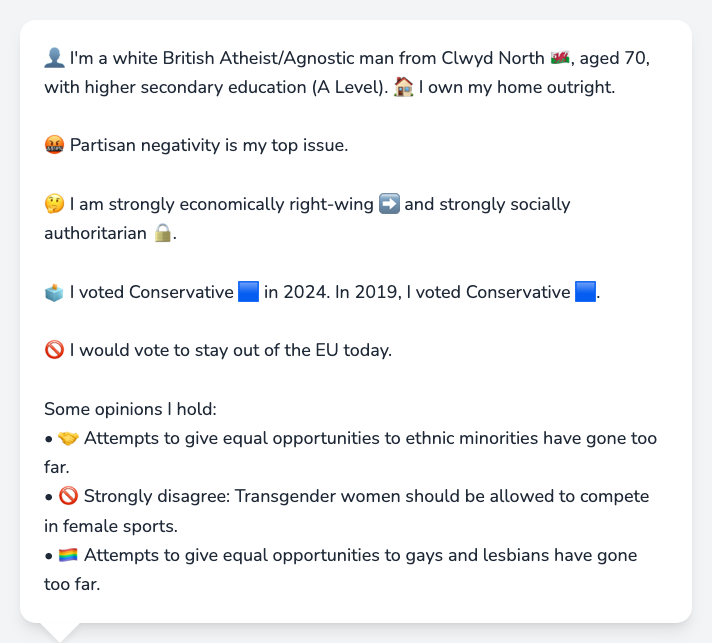 👤 I'm a white British Atheist/Agnostic man from Clwyd North 🏴󠁧󠁢󠁷󠁬󠁳󠁿, aged 70,
with higher secondary education (A Level). 🏠 I own my home outright.
🤬 Partisan negativity is my top issue.
🤔 I am strongly economically right-wing ➡️ and strongly socially
authoritarian 🔒.
🗳️ I voted Conservative 🟦 in 2024. In 2019, I voted Conservative 🟦.
🚫 I would vote to stay out of the EU today.
Some opinions I hold:
• 🤝 Attempts to give equal opportunities to ethnic minorities have gone too
far.
• 🚫 Strongly disagree: Transgender women should be allowed to compete
in female sports.
• 🏳️‍🌈 Attempts to give equal opportunities to gays and lesbians have gone
too far.